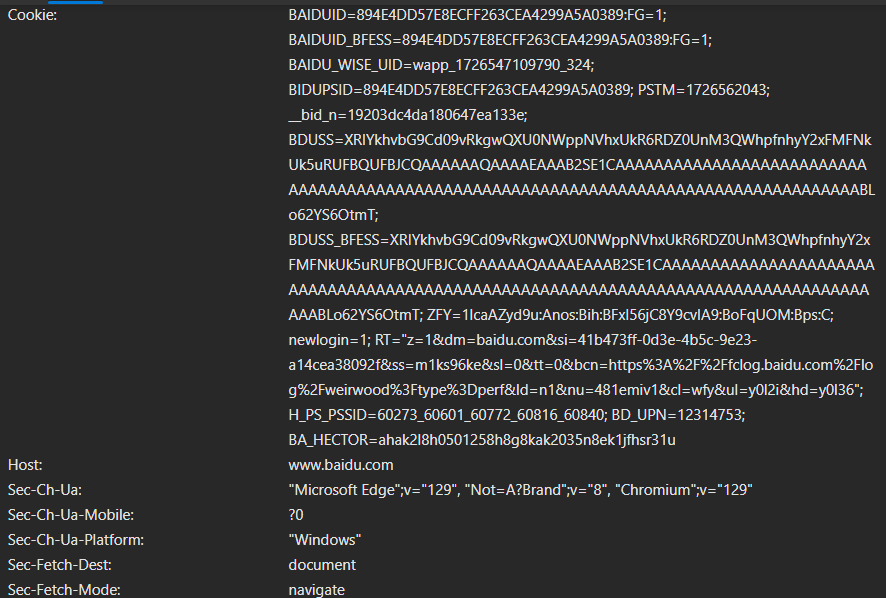 Cookie: BAIDUID=894E4DD57E8ECFF263CEA4299A5A0389:FG=1;
BAIDUID_BFESS=894E4DD57E8ECFF263CEA4299A5A0389:FG=1;
BAIDU_WISE_UID=wapp_1726547109790_324;
BIDUPSID=894E4DD57E8ECFF263CEA4299A5A0389; PSTM=1726562043;
__bid_n=19203dc4da180647ea133e;
BDUSS=XRlYkhvbG9Cd09vRkgwQXU0NWppNVhxUkR6RDZ0UnM3QWhpfnhyY2xFMFNk
Uk5uRUFBQUFBJCQAAAAAAQAAAAEAAAB2SE1CAAAAAAAAAAAAAAAAAAAAAAAAAA
AAAAAAAAAAAAAAAAAAAAAAAAAAAAAAAAAAAAAAAAAAAAAAAAAAAAAAAAAAABL
o62YS6OtmT;
BDUSS_BFESS=XRlYkhvbG9Cd09vRkgwQXU0NWppNVhxUkR6RDZ0UnM3QWhpfnhyY2x
FMFNkUk5uRUFBQUFBJCQAAAAAAQAAAAEAAAB2SE1CAAAAAAAAAAAAAAAAAAAAAA
AAAAAAAAAAAAAAAAAAAAAAAAAAAAAAAAAAAAAAAAAAAAAAAAAAAAAAAAAAAA
AAABLo62YS6OtmT; ZFY=1IcaAZyd9u:Anos:Bih:BFxI56jC8Y9cvIA9:BoFqUOM:Bps:C;
newlogin=1; RT="z=1&dm=baidu.com&si=41b473ff-0d3e-4b5c-9e23-
a14cea38092f&ss=m1ks96ke&sl=0&tt=0&bcn=https%3A%2F%2Ffclog.baidu.com%2Flo
g%2Fweirwood%3Ftype%3Dperf&ld=n1&nu=481emiv1&cl=wfy&ul=y0l2i&hd=y0l36";
H_PS_PSSID=60273_60601_60772_60816_60840; BD_UPN=12314753;
BA_HECTOR=ahak2l8h0501258h8g8kak2035n8ek1jfhsr31u
Host: www.baidu.com
Sec-Ch-Ua: "Microsoft Edge";v="129", "Not=A?Brand";v="8", "Chromium";v="129"
Sec-Ch-Ua-Mobile: ?0
Sec-Ch-Ua-Platform: "Windows"
Sec-Fetch-Dest: document
Sec-Fetch-Mode: navigate